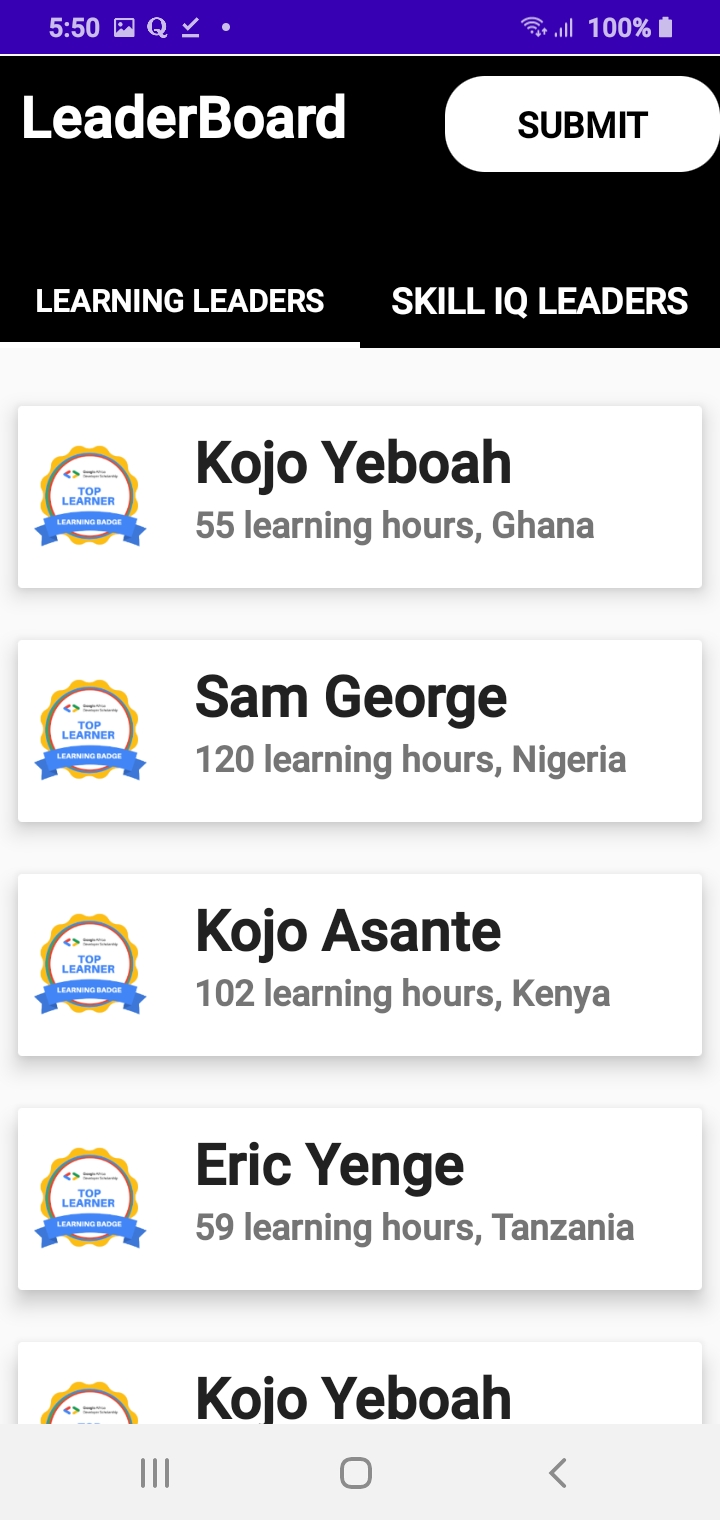 5:50 100%
LeaderBoard SUBMIT
LEARNING LEADERS SKILL IQ LEADERS
Kojo Yeboah
55 learning hours, Ghana
TOP
LEARNER
LEARNING BADGE
Sam George
120 learning hours, Nigeria
TOP
LEARNER
LEARNING BADGE
Kojo Asante
102 learning hours, Kenya
TOP
LEARNER
LEARNING BADGE
Eric Yenge
59 learning hours, Tanzania
TOP
LEARNER
LEARNING BADGE
Kojo Yeboah